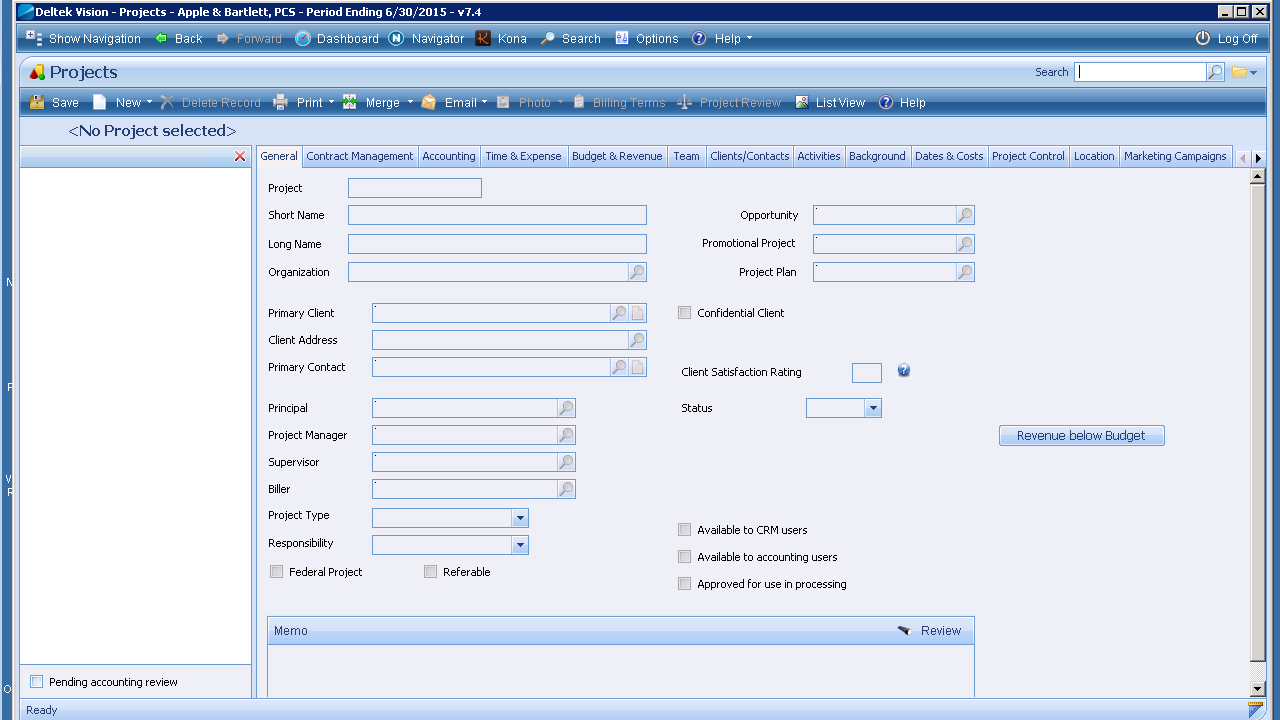 Deltek Vision - Projects - Apple & Bartlett, PCS - Period Ending 6/30/2015 - v7.4
Show Navigation Back Forward Dashboard Navigator Kona Search Options Help Log Off
Projects Search
Save New Delete Record Print Merge Email Photo Billing Terms Project Review List View Help
<No Project selected>
General Contract Management Accounting Time & Expense Budget & Revenue Team Clients/Contacts Activities Background Dates & Costs Project Control Location Marketing Campaigns
Project
Short Name Opportunity
Long Name Promotional Project
Organization Project Plan
Primary Client Confidential Client
Client Address
Primary Contact Client Satisfaction Rating
Principal Status
Project Manager Revenue below Budget
Supervisor
Biller
Project Type
Available to CRM users
Responsibility
Available to accounting users
Federal Project Referable
Approved for use in processing
Memo Review
Pending accounting review
Ready